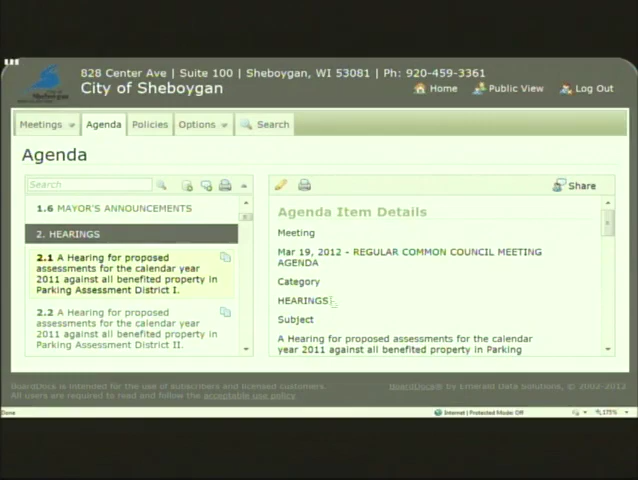 828 Center Ave | Suite 100 | Sheboygan, WI 53081 | Ph: 920-459-3361
City of Sheboygan
Home Public View Log Out
Meetings Agenda Policies Options Search
Agenda
Search
Share
1.6 MAYOR'S ANNOUNCEMENTS
2. HEARINGS
2.1 A Hearing for proposed
assessments for the calendar year
2011 against all benefited property in
Parking Assessment District I.
2.2 A Hearing for proposed
assessments for the calendar year
2011 against all benefited property in
Parking Assessment District II.
Agenda Item Details
Meeting
Mar 19, 2012 - REGULAR COMMON COUNCIL MEETING
AGENDA
Category
HEARINGS
Subject
A Hearing for proposed assessments for the calendar
year 2011 against all benefited property in Parking
BoardDocs is intended for the use of subscribers and licensed customers.
All users are required to read and follow the acceptable use policy.
BoardDocs® by Emerald Data Solutions, © 2002-2012
Done
Internet | Protected Mode: Off
175%